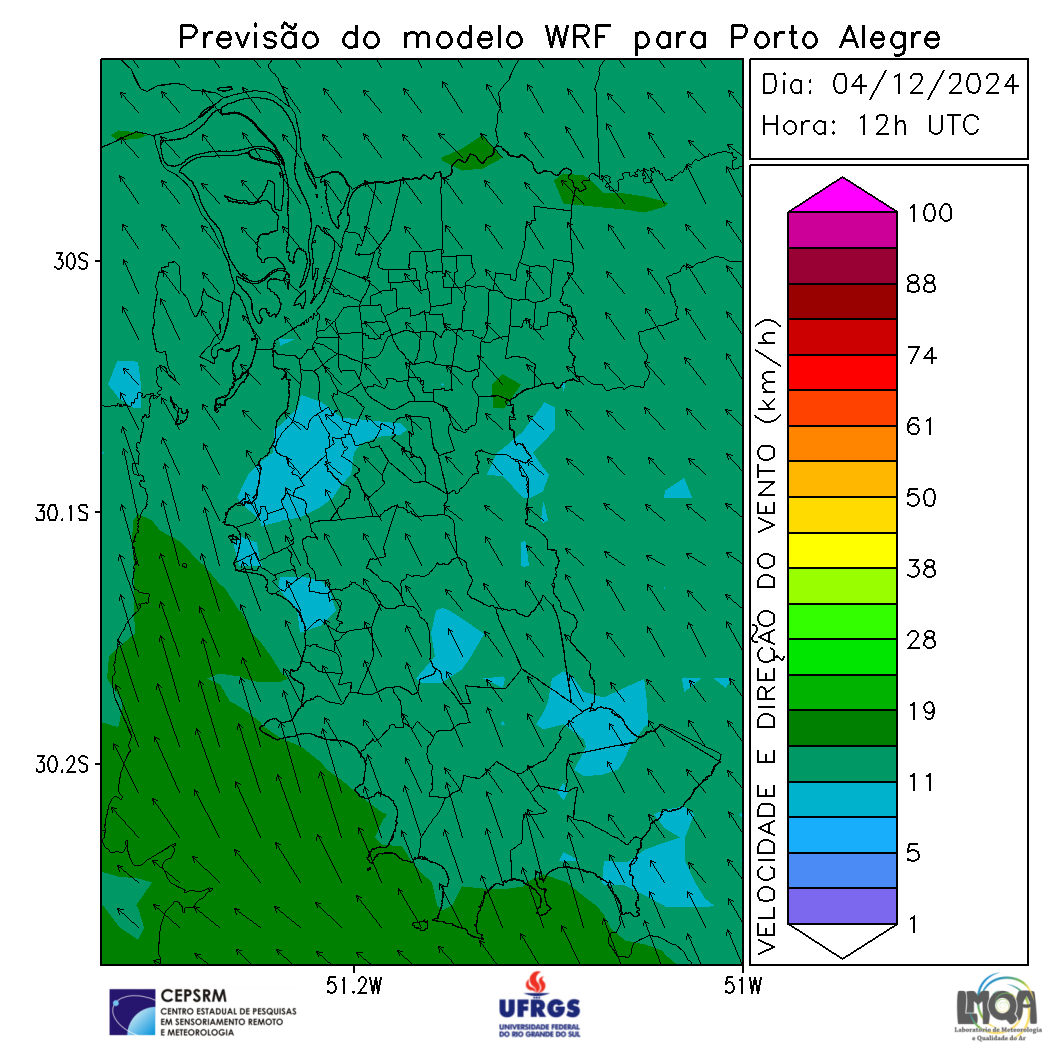 Previsão do modelo WRF para Porto Alegre
Dia: 04/12/2024
Hora: 12h UTC
30S
30.1S
30.2S
51.2W
51W
VELOCIDADE E DIREÇÃO DO VENTO (km/h)
100
88
74
61
50
38
28
19
11
5
1
CEPSRM
CENTRO ESTADUAL DE PESQUISAS
EM SENSORIAMENTO REMOTO
E METEOROLOGIA
UFRGS
UNIVERSIDADE FEDERAL
DO RIO GRANDE DO SUL
LMQA
Laboratório de Meteorologia
e Qualidade do Ar